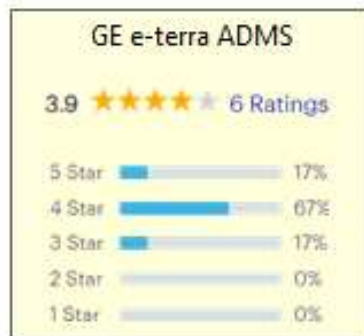 GE e-terra ADMS
3.9 6 Ratings
5 Star 17%
4 Star 67%
3 Star 17%
2 Star 0%
1 Star 0%